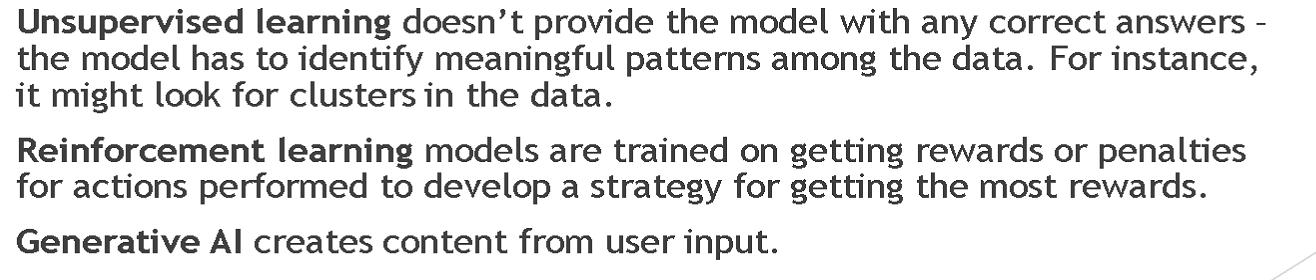 Unsupervised learning doesn’t provide the model with any correct answers –
the model has to identify meaningful patterns among the data. For instance,
it might look for clusters in the data.
Reinforcement learning models are trained on getting rewards or penalties
for actions performed to develop a strategy for getting the most rewards.
Generative AI creates content from user input.